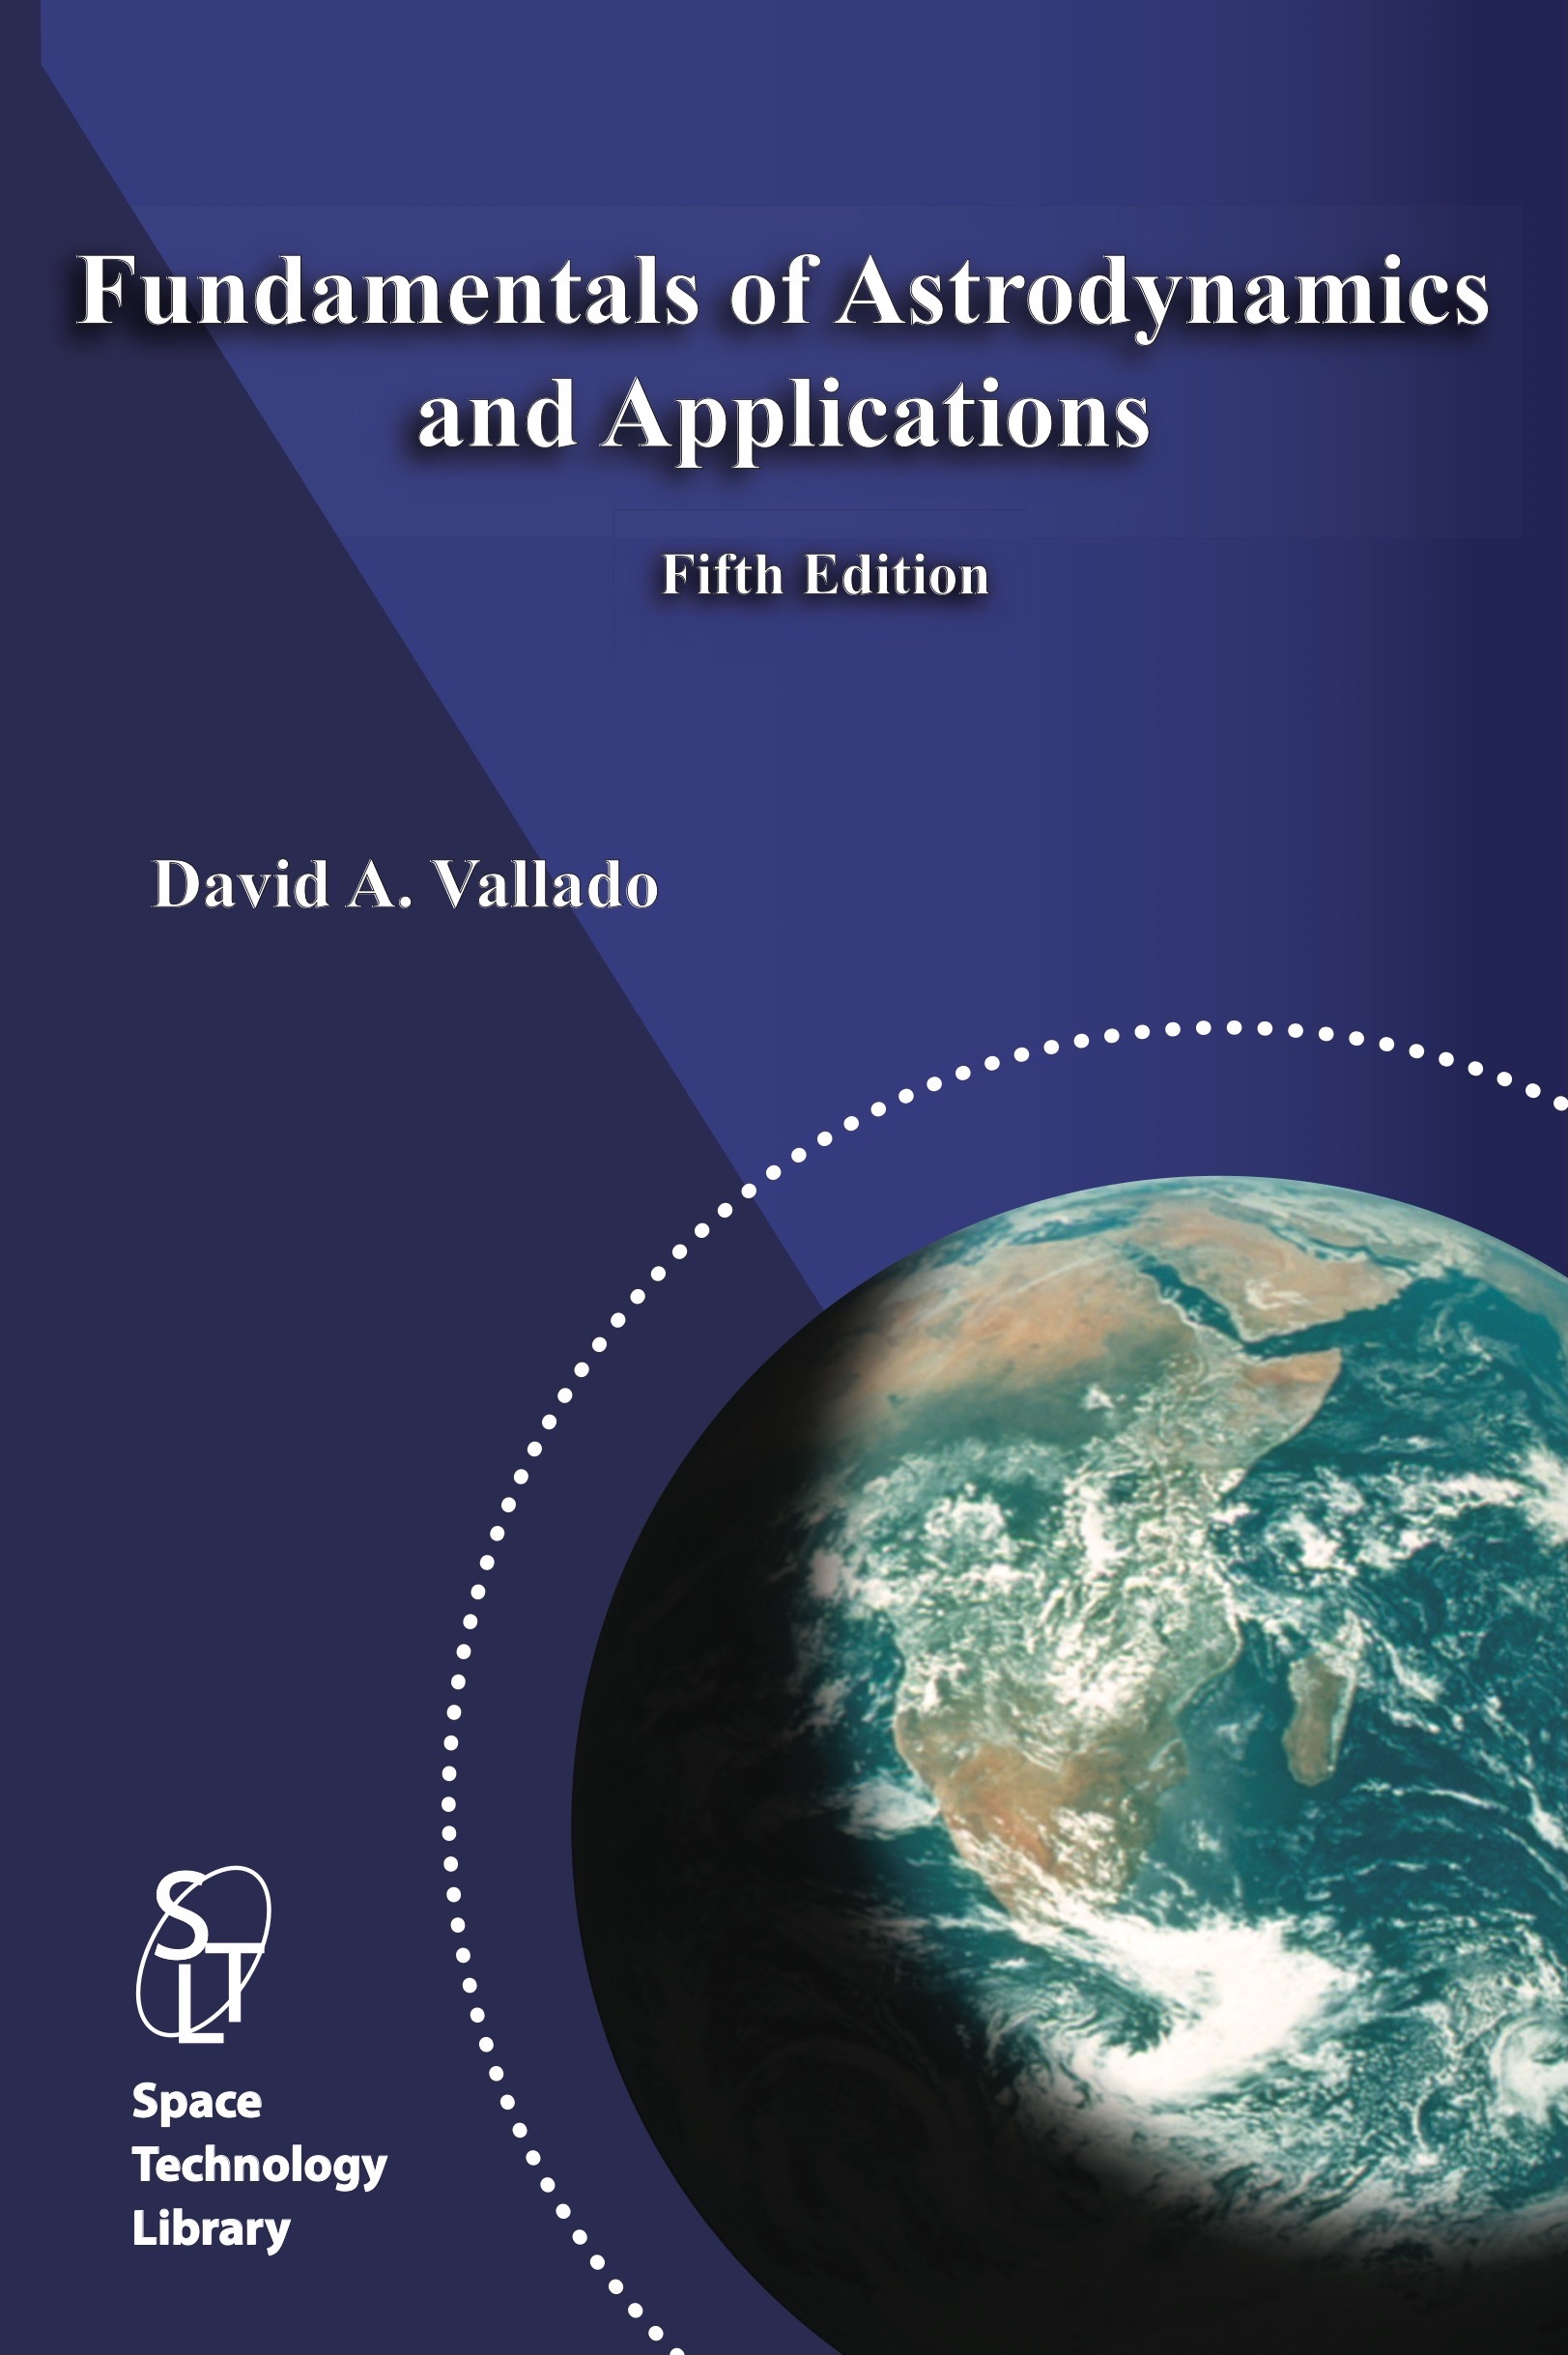 Fundamentals of Astrodynamics
and Applications
Fifth Edition
David A. Vallado
SLT
Space
Technology
Library